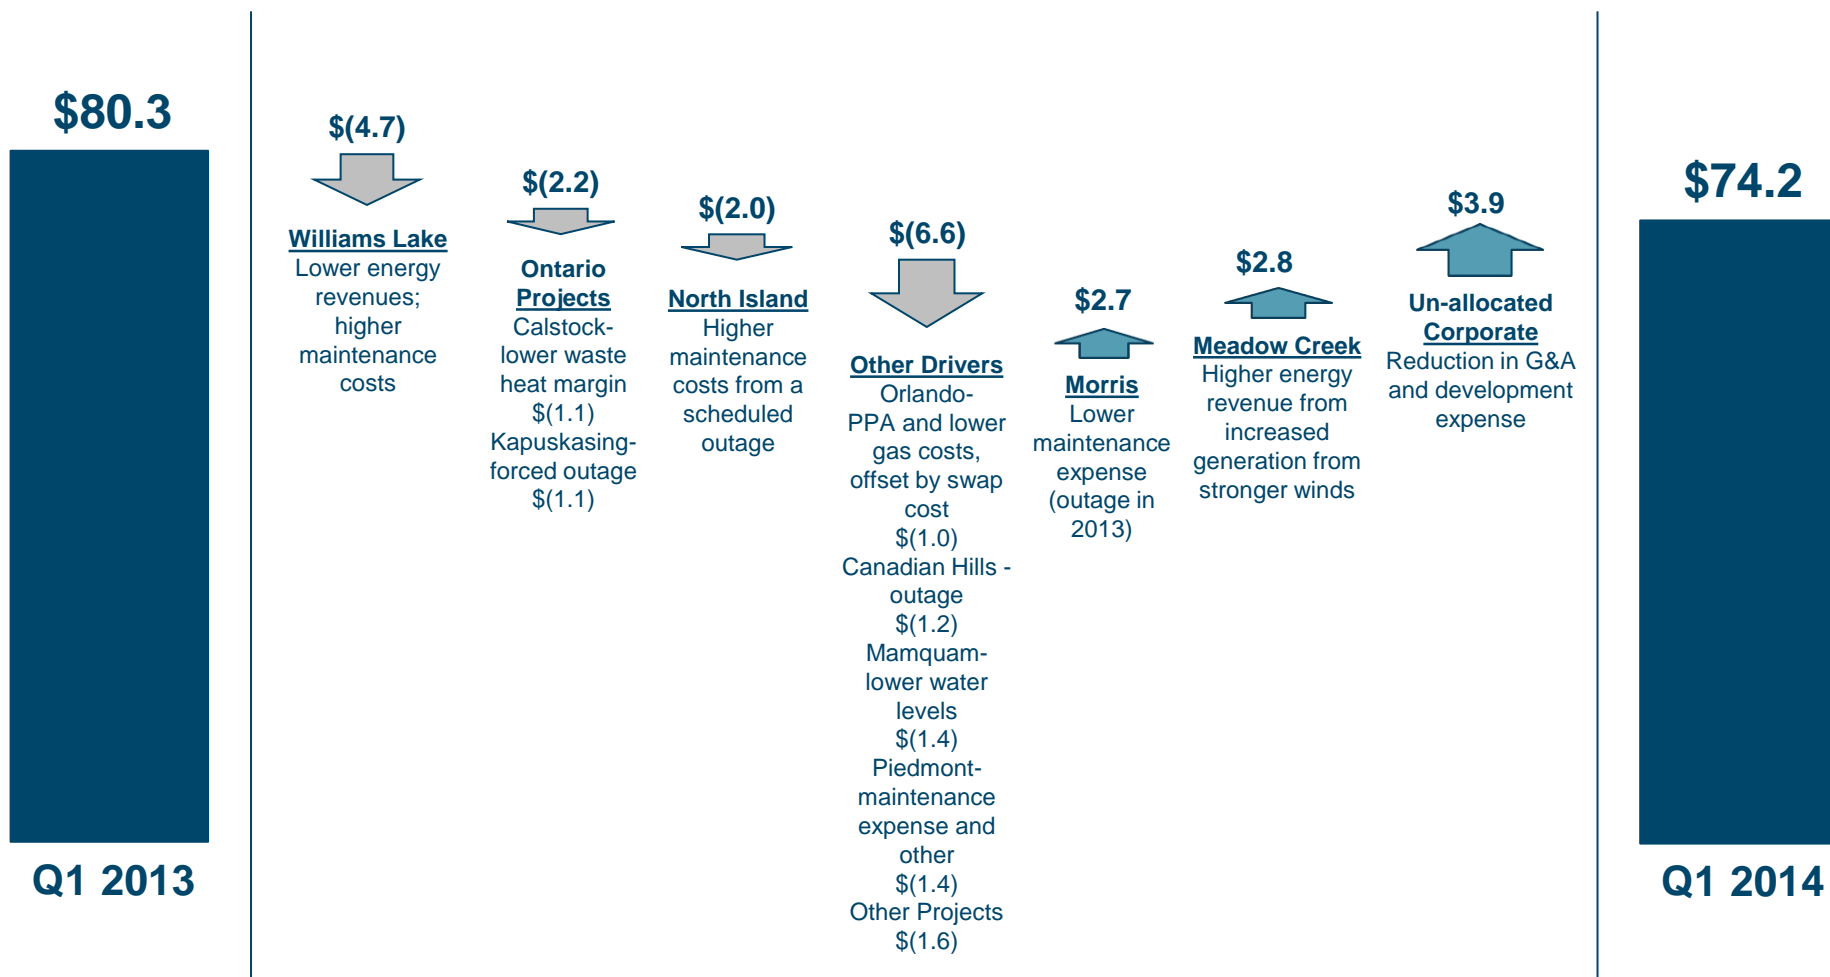 $80.3
Q1 2013
$(4.7)
Williams Lake
Lower energy
revenues;
higher
maintenance
costs
$(2.2)
Ontario
Projects
Calstock-
lower waste
heat margin
$(1.1)
Kapuskasing-
forced outage
$(1.1)
$(2.0)
North Island
Higher
maintenance
costs from a
scheduled
outage
$(6.6)
Other Drivers
Orlando-
PPA and lower
gas costs,
offset by swap
cost
$(1.0)
Canadian Hills -
outage
$(1.2)
Mamquam-
lower water
levels
$(1.4)
Piedmont-
maintenance
expense and
other
$(1.4)
Other Projects
$(1.6)
$2.7
Morris
Lower
maintenance
expense
(outage in
2013)
$2.8
Meadow Creek
Higher energy
revenue from
increased
generation from
stronger winds
$3.9
Un-allocated
Corporate
Reduction in G&A
and development
expense
$74.2
Q1 2014